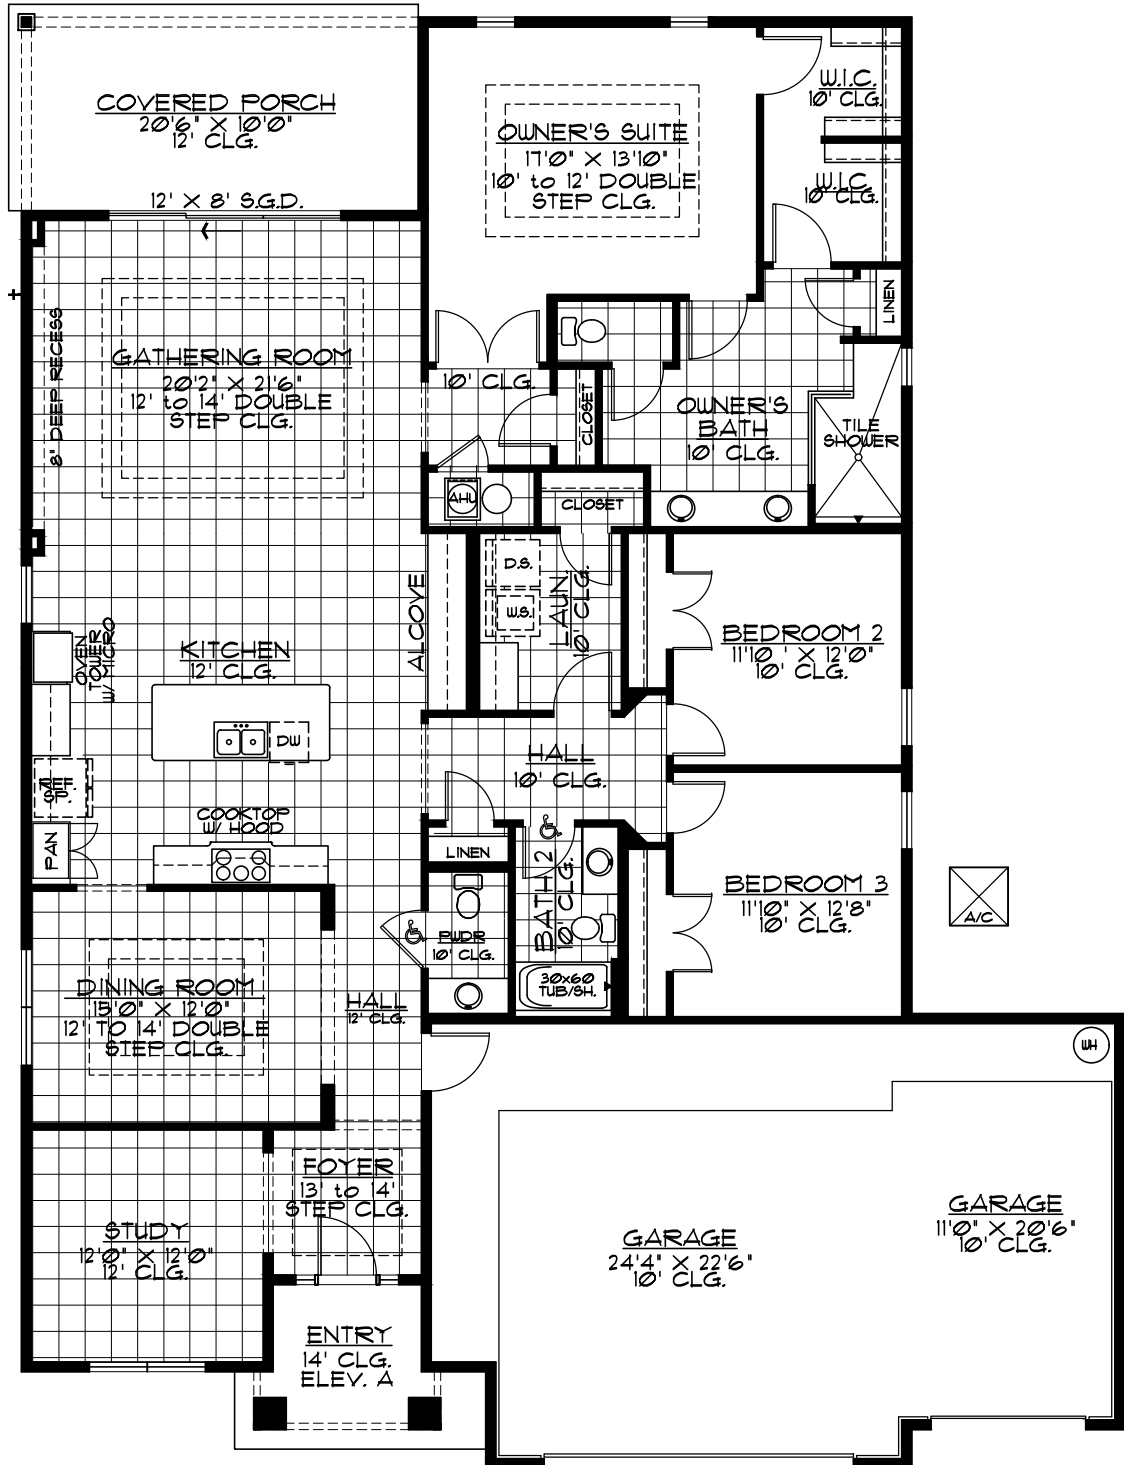 COVERED PORCH
20'6" X 10'0"
12' CLG.
12' X 8' S.G.D.
OWNER'S SUITE
17'0" X 13'10"
10' to 12' DOUBLE
STEP CLG.
W.I.C.
10' CLG.
W.I.C.
10' CLG.
LINEN
8" DEEP RECESS
GATHERING ROOM
20'2" X 21'6"
12' to 14' DOUBLE
STEP CLG.
10' CLG.
CLOSET
OWNER'S
BATH
10' CLG.
TILE
SHOWER
AHU
CLOSET
D.S.
W.S.
LAUN.
10' CLG.
ALCOVE
BEDROOM 2
11'10" X 12'0"
10' CLG.
OVEN
TOWER
W/ MICRO
KITCHEN
12' CLG.
DW
REF.
SP.
PAN
COOKTOP
W/ HOOD
HALL
10' CLG.
LINEN
BATH 2
10' CLG.
BEDROOM 3
11'10" X 12'8"
10' CLG.
A/C
PWDR
10' CLG.
30x60
TUB/SH.
DINING ROOM
15'0" X 12'0"
12' TO 14' DOUBLE
STEP CLG.
HALL
12' CLG.
WH
FOYER
13' to 14'
STEP CLG.
STUDY
12'0" X 12'0"
12' CLG.
GARAGE
24'4" X 22'6"
10' CLG.
GARAGE
11'0" X 20'6"
10' CLG.
ENTRY
14' CLG.
ELEV. A